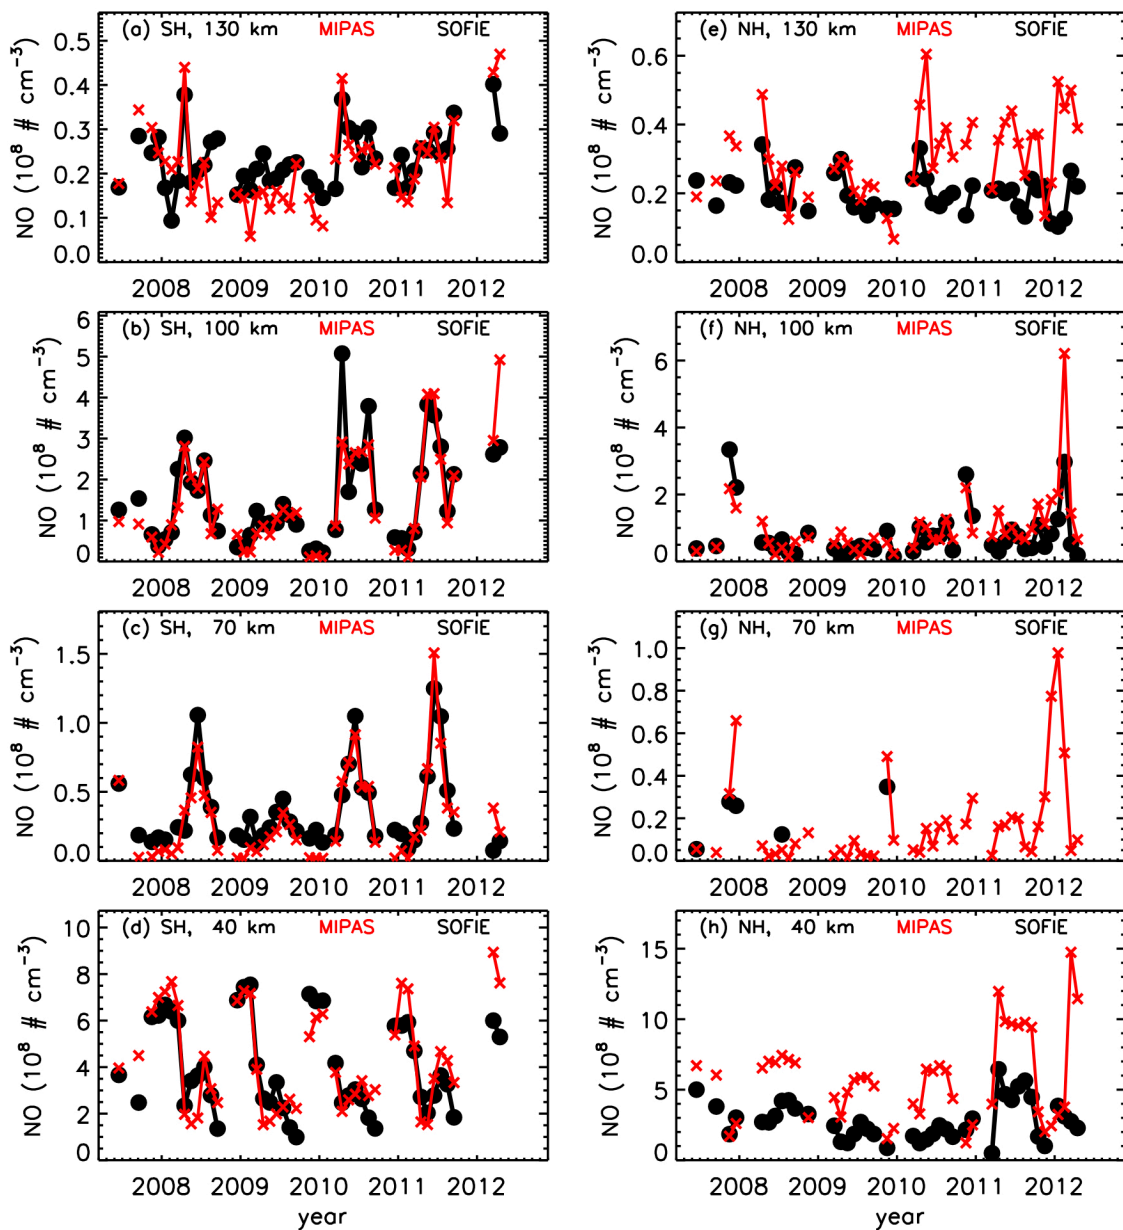 (a) SH, 130 km MIPAS SOFIE
NO (10⁸ # cm⁻³)
0.5
0.4
0.3
0.2
0.1
0.0
2008 2009 2010 2011 2012
(e) NH, 130 km MIPAS SOFIE
NO (10⁸ # cm⁻³)
0.6
0.4
0.2
0.0
2008 2009 2010 2011 2012
(b) SH, 100 km MIPAS SOFIE
NO (10⁸ # cm⁻³)
6
5
4
3
2
1
0
2008 2009 2010 2011 2012
(f) NH, 100 km MIPAS SOFIE
NO (10⁸ # cm⁻³)
6
4
2
0
2008 2009 2010 2011 2012
(c) SH, 70 km MIPAS SOFIE
NO (10⁸ # cm⁻³)
1.5
1.0
0.5
0.0
2008 2009 2010 2011 2012
(g) NH, 70 km MIPAS SOFIE
NO (10⁸ # cm⁻³)
1.0
0.8
0.6
0.4
0.2
0.0
2008 2009 2010 2011 2012
(d) SH, 40 km MIPAS SOFIE
NO (10⁸ # cm⁻³)
10
8
6
4
2
0
2008 2009 2010 2011 2012
year
(h) NH, 40 km MIPAS SOFIE
NO (10⁸ # cm⁻³)
15
10
5
0
2008 2009 2010 2011 2012
year